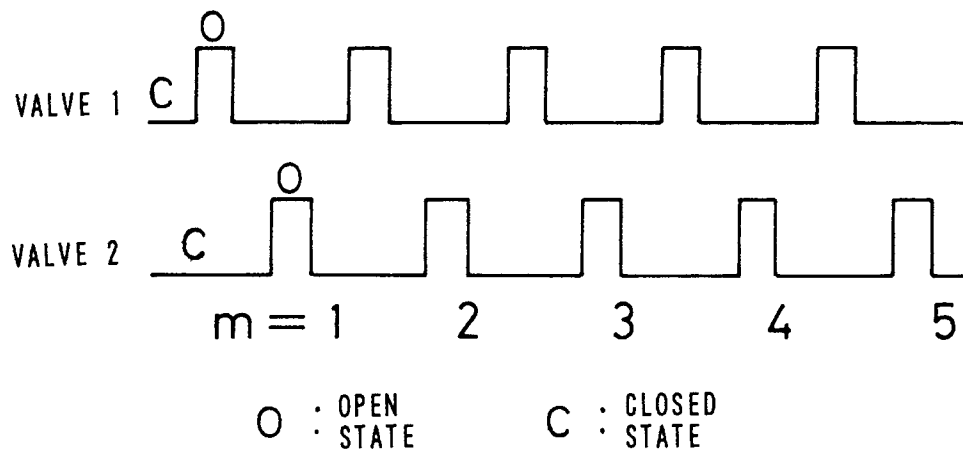 O
C
VALVE 1
O
C
VALVE 2
m = 1 2 3 4 5
O : OPEN STATE C : CLOSED STATE